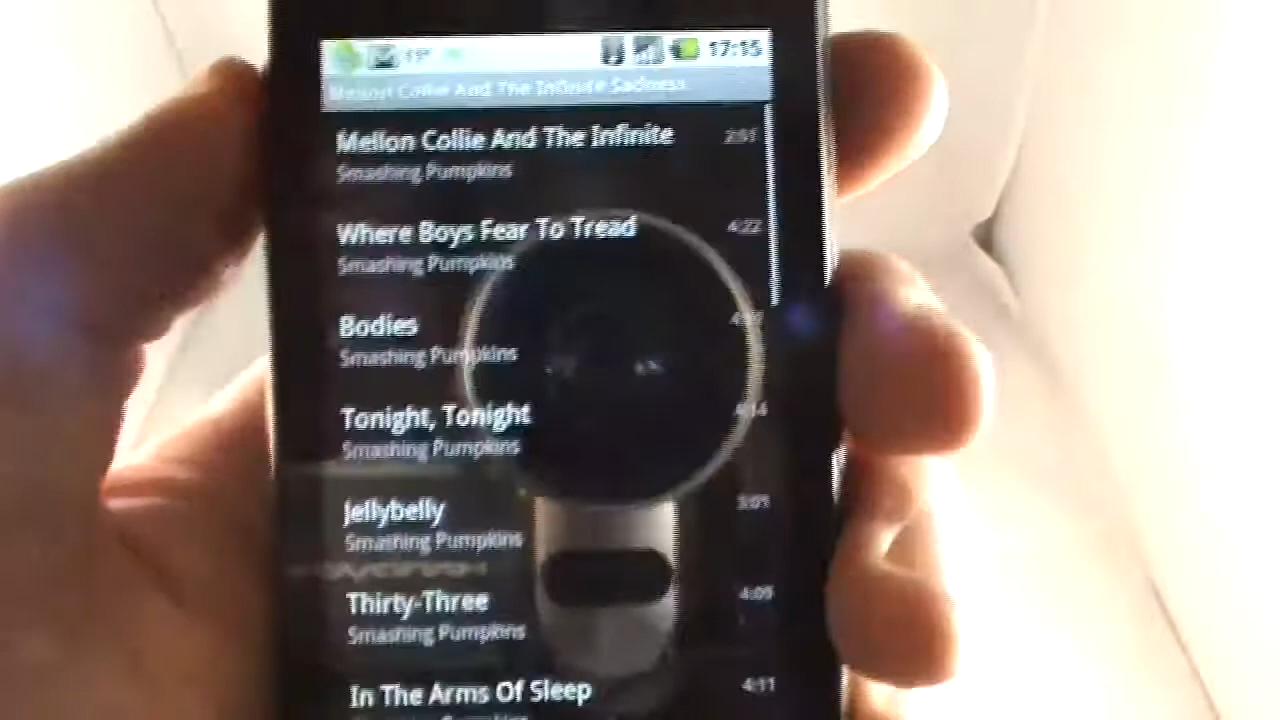 17:15
Mellon Collie And The Infinite Sadness
Mellon Collie And The Infinite
2:51
Smashing Pumpkins
Where Boys Fear To Tread
4:22
Smashing Pumpkins
Bodies
Smashing Pumpkins
Tonight, Tonight
4:14
Smashing Pumpkins
Jellybelly
3:01
Smashing Pumpkins
Thirty-Three
4:09
Smashing Pumpkins
In The Arms Of Sleep
4:11